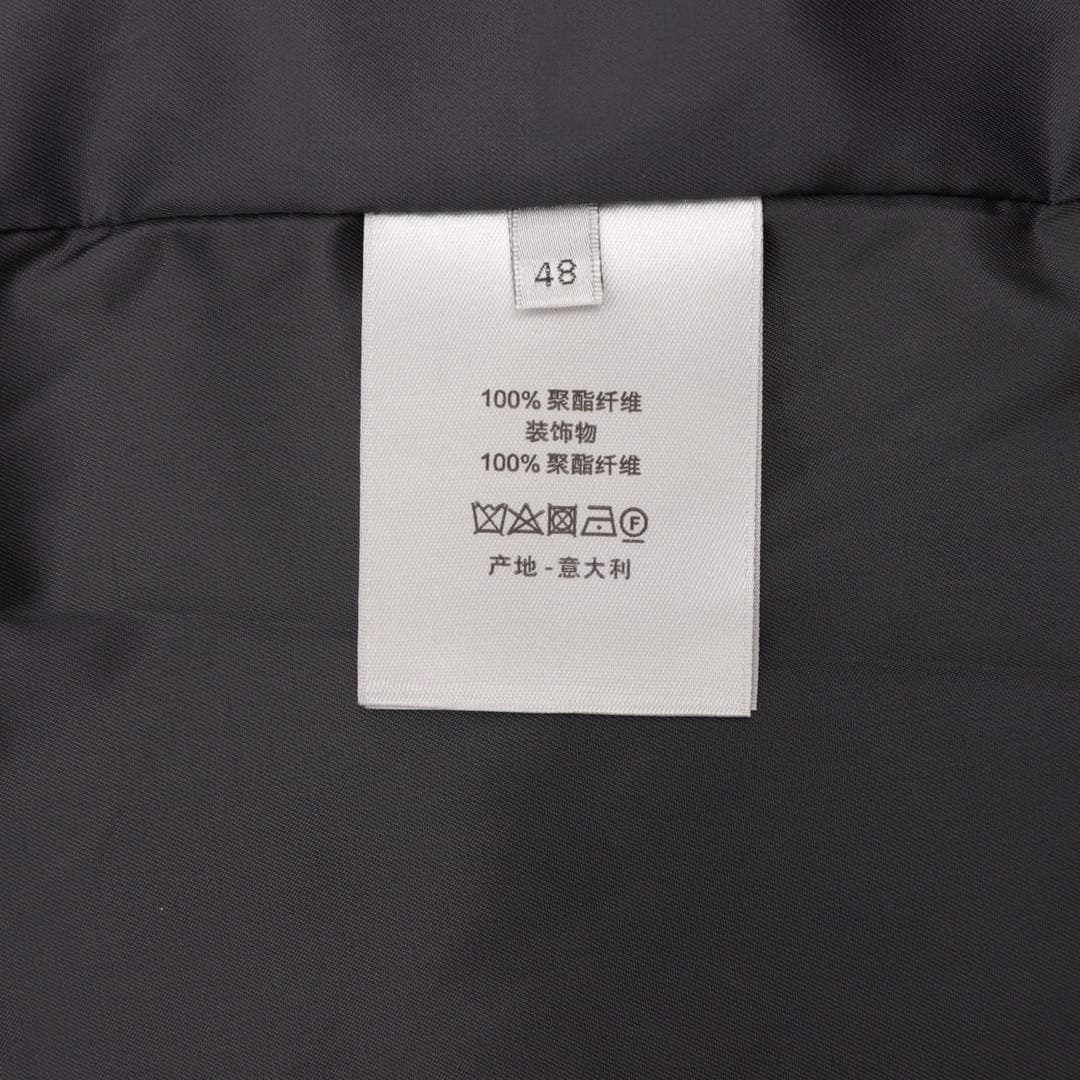 48
100% 聚酯纤维
装饰物
100% 聚酯纤维
F
产地 - 意大利